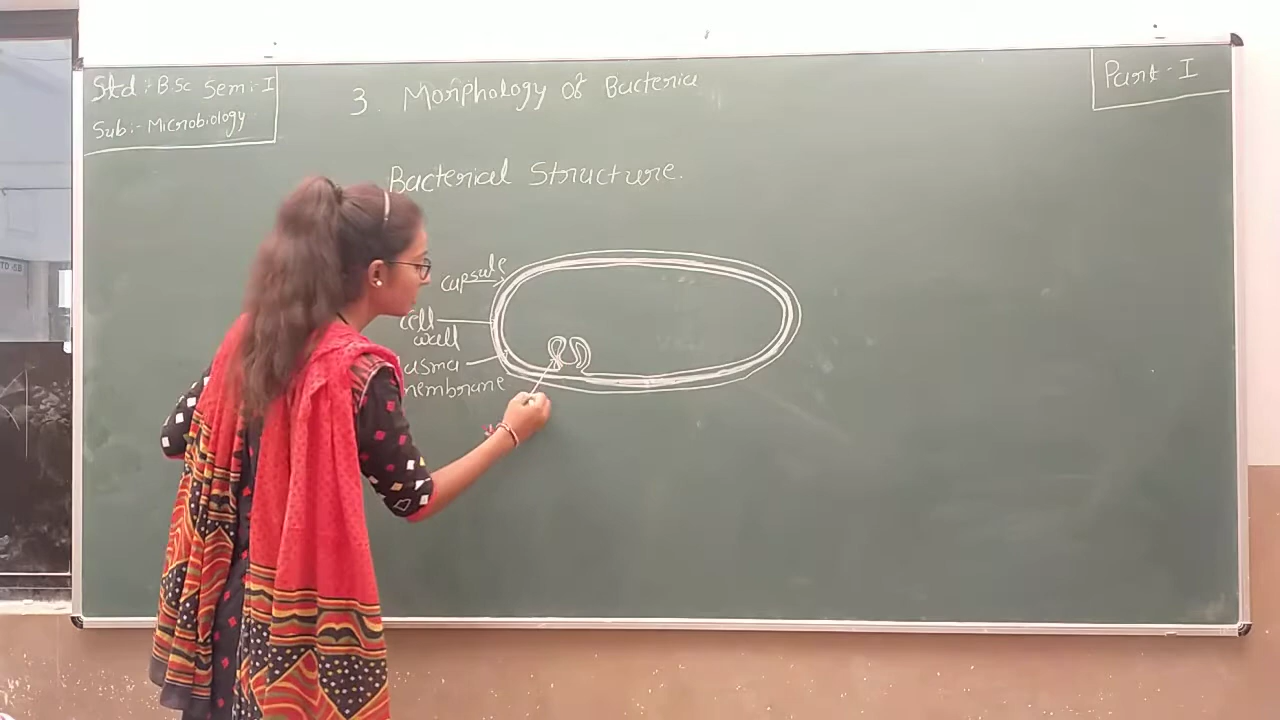 Std :- B.Sc Sem :- I
Sub :- Microbiology
3. Morphology of Bacteria
Part - I
Bacterial Structure.
capsule
cell
wall
asma
membrane